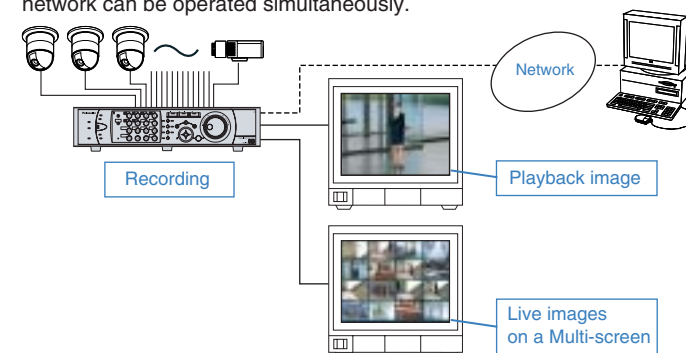 network can be operated simultaneously.
Network
Recording
Playback image
Live images
on a Multi-screen